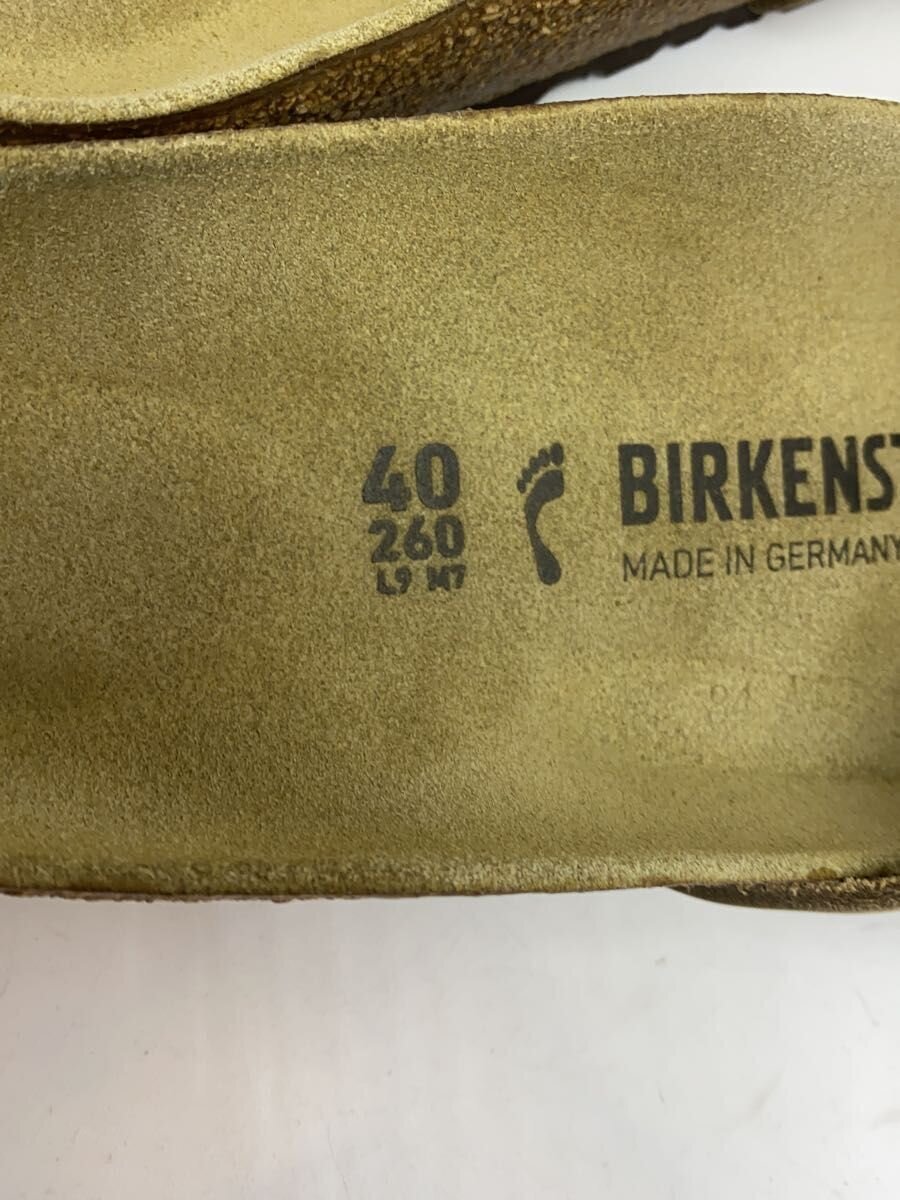 40
260
L9 M7
BIRKENST
MADE IN GERMANY